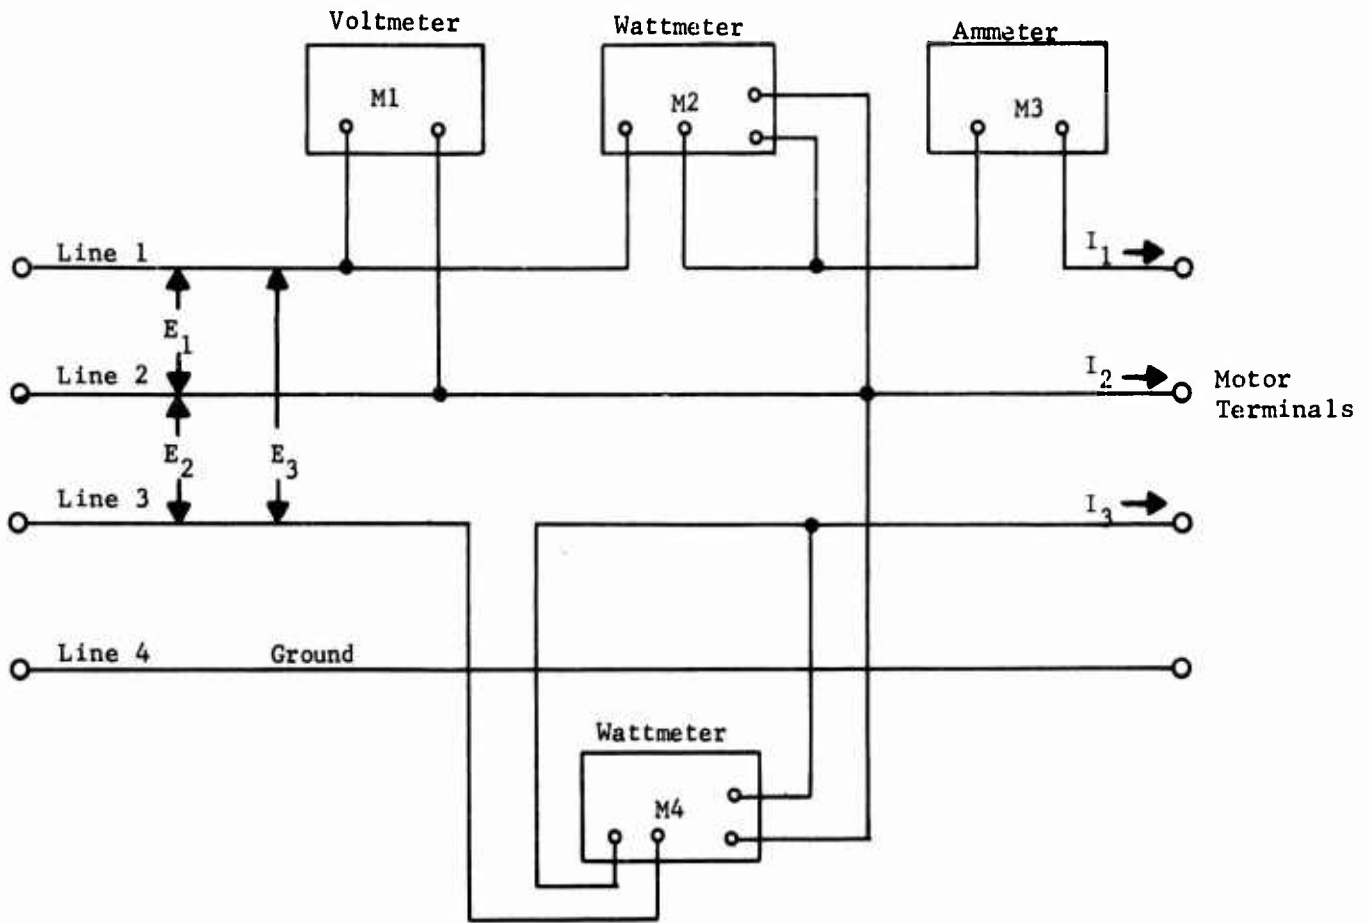 Voltmeter
Wattmeter
Ammeter
M1
M2
M3
Line 1
I1
E1
Line 2
I2
Motor
Terminals
E2
E3
Line 3
I3
Line 4
Ground
Wattmeter
M4